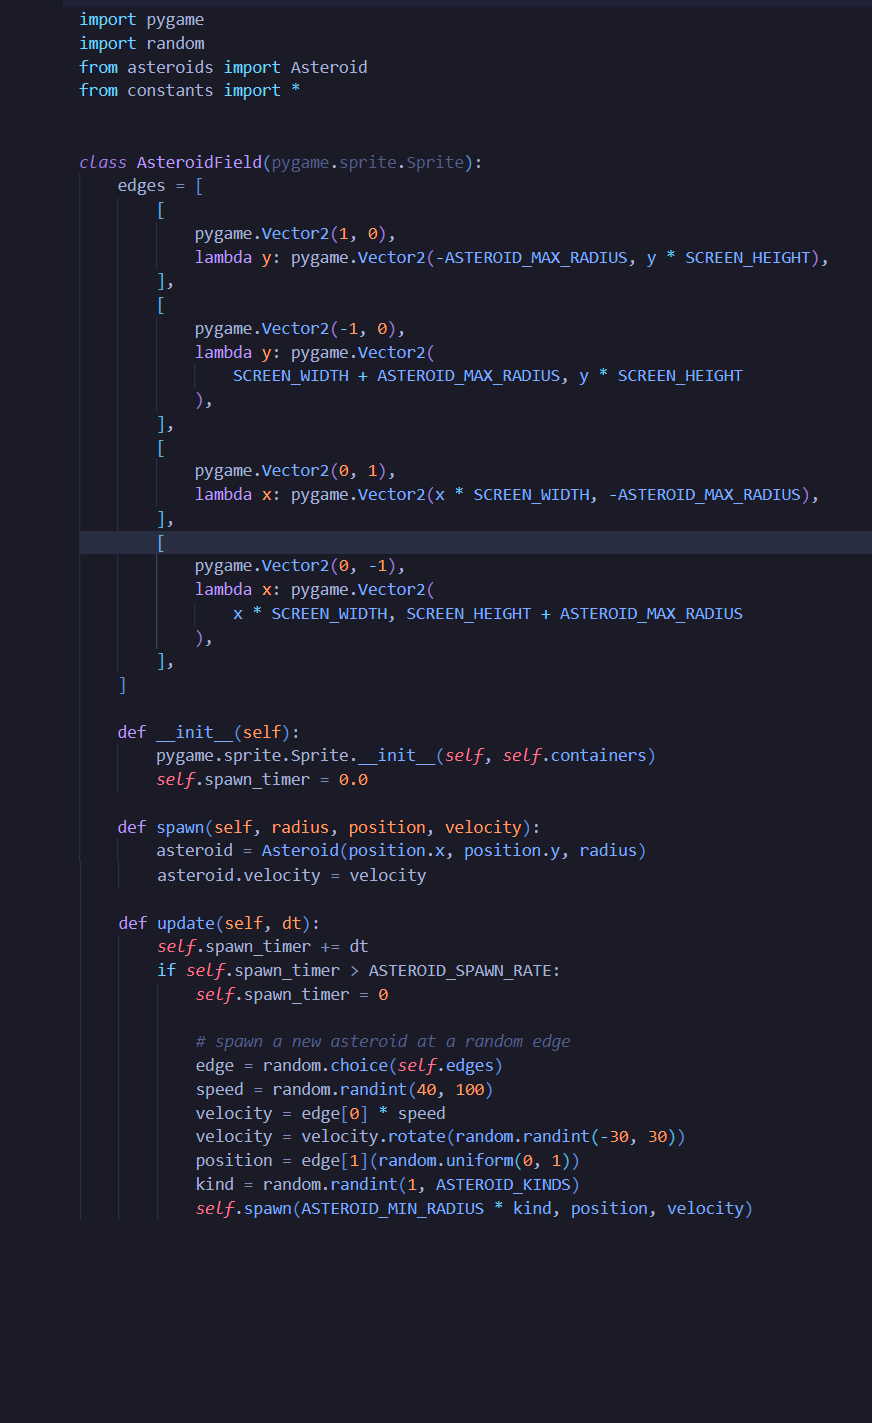 import pygame
import random
from asteroids import Asteroid
from constants import *


class AsteroidField(pygame.sprite.Sprite):
    edges = [
        [
            pygame.Vector2(1, 0),
            lambda y: pygame.Vector2(-ASTEROID_MAX_RADIUS, y * SCREEN_HEIGHT),
        ],
        [
            pygame.Vector2(-1, 0),
            lambda y: pygame.Vector2(
                SCREEN_WIDTH + ASTEROID_MAX_RADIUS, y * SCREEN_HEIGHT
            ),
        ],
        [
            pygame.Vector2(0, 1),
            lambda x: pygame.Vector2(x * SCREEN_WIDTH, -ASTEROID_MAX_RADIUS),
        ],
        [
            pygame.Vector2(0, -1),
            lambda x: pygame.Vector2(
                x * SCREEN_WIDTH, SCREEN_HEIGHT + ASTEROID_MAX_RADIUS
            ),
        ],
    ]

    def __init__(self):
        pygame.sprite.Sprite.__init__(self, self.containers)
        self.spawn_timer = 0.0

    def spawn(self, radius, position, velocity):
        asteroid = Asteroid(position.x, position.y, radius)
        asteroid.velocity = velocity

    def update(self, dt):
        self.spawn_timer += dt
        if self.spawn_timer > ASTEROID_SPAWN_RATE:
            self.spawn_timer = 0

            # spawn a new asteroid at a random edge
            edge = random.choice(self.edges)
            speed = random.randint(40, 100)
            velocity = edge[0] * speed
            velocity = velocity.rotate(random.randint(-30, 30))
            position = edge[1](random.uniform(0, 1))
            kind = random.randint(1, ASTEROID_KINDS)
            self.spawn(ASTEROID_MIN_RADIUS * kind, position, velocity)